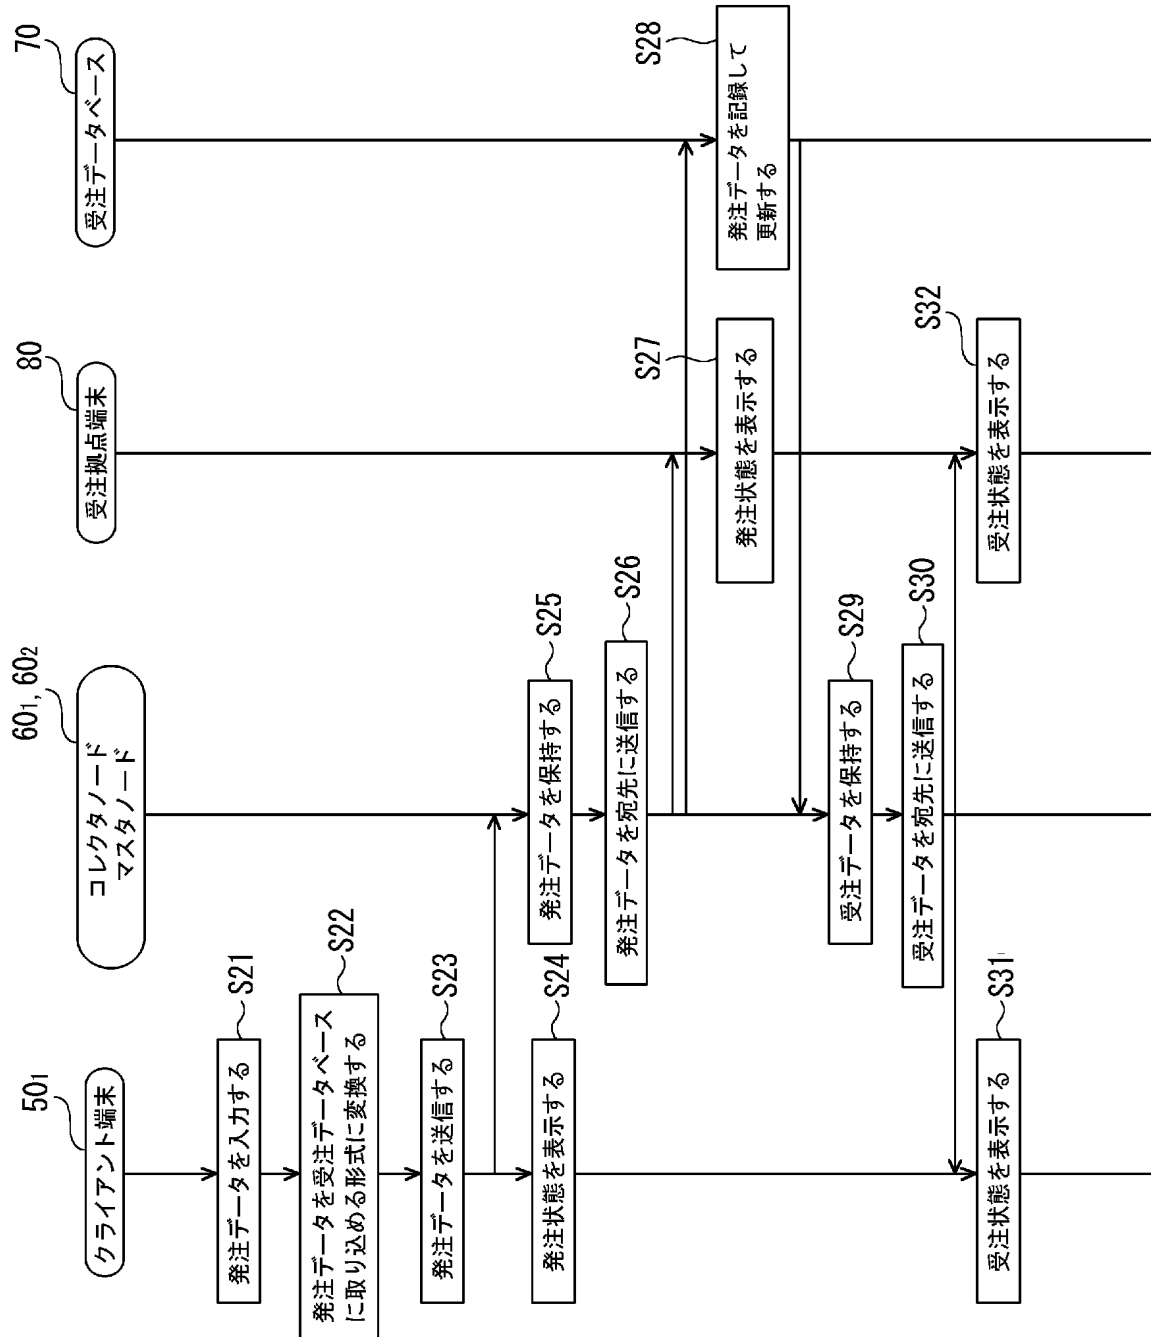 50₁
クライアント端末
60₁, 60₂
コレクタノード
マスタノード
80
受注拠点端末
70
受注データベース
S21
発注データを入力する
S22
発注データを受注データベース
に取り込める形式に変換する
S23
発注データを送信する
S24
発注状態を表示する
S25
発注データを保持する
S26
発注データを宛先に送信する
S27
発注状態を表示する
S28
発注データを記録して
更新する
S29
受注データを保持する
S30
受注データを宛先に送信する
S31
受注状態を表示する
S32
受注状態を表示する